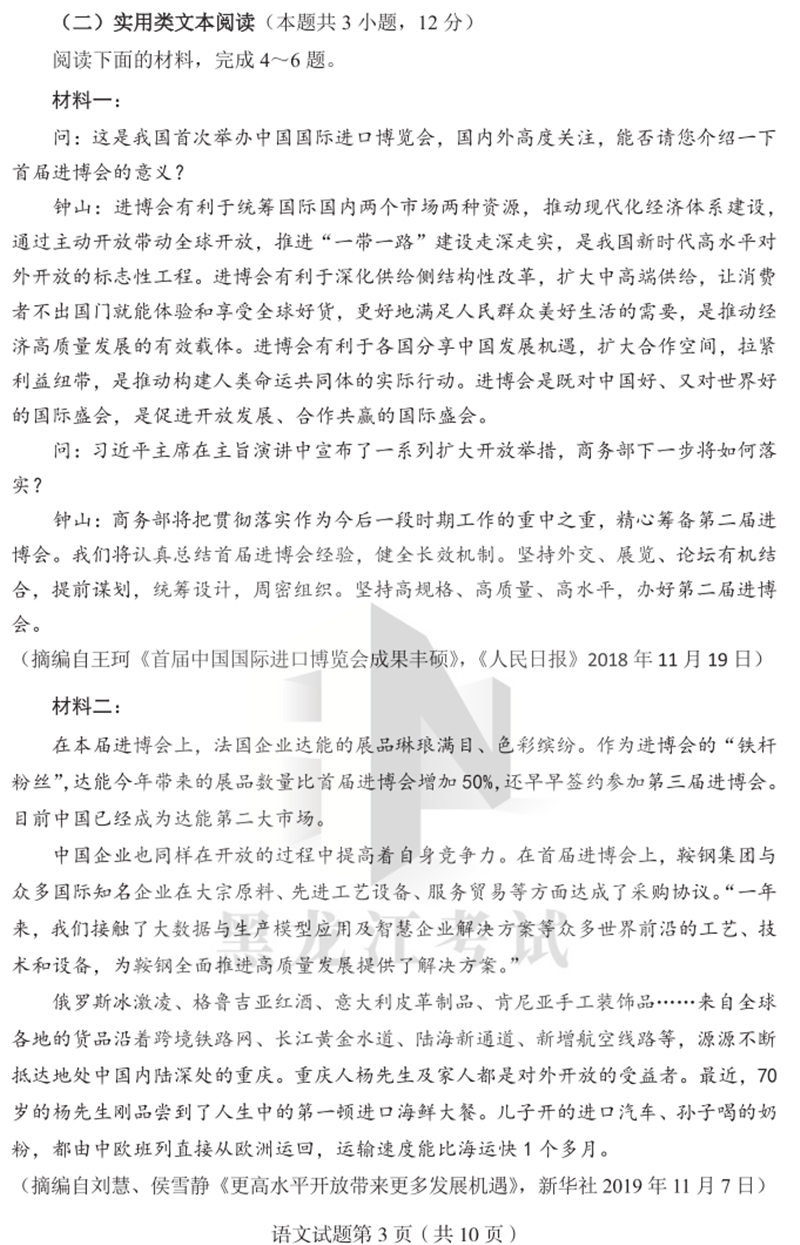 （二）实用类文本阅读（本题共 3 小题，12 分）
阅读下面的材料，完成 4～6 题。
材料一：
问：这是我国首次举办中国国际进口博览会，国内外高度关注，能否请您介绍一下
首届进博会的意义？
钟山：进博会有利于统筹国际国内两个市场两种资源，推动现代化经济体系建设，
通过主动开放带动全球开放，推进“一带一路”建设走深走实，是我国新时代高水平对
外开放的标志性工程。进博会有利于深化供给侧结构性改革，扩大中高端供给，让消费
者不出国门就能体验和享受全球好货，更好地满足人民群众美好生活的需要，是推动经
济高质量发展的有效载体。进博会有利于各国分享中国发展机遇，扩大合作空间，拉紧
利益纽带，是推动构建人类命运共同体的实际行动。进博会是既对中国好、又对世界好
的国际盛会，是促进开放发展、合作共赢的国际盛会。
问：习近平主席在主旨演讲中宣布了一系列扩大开放举措，商务部下一步将如何落
实？
钟山：商务部将把贯彻落实作为今后一段时期工作的重中之重，精心筹备第二届进
博会。我们将认真总结首届进博会经验，健全长效机制。坚持外交、展览、论坛有机结
合，提前谋划，统筹设计，周密组织。坚持高规格、高质量、高水平，办好第二届进博
会。
（摘编自王珂《首届中国国际进口博览会成果丰硕》，《人民日报》2018 年 11 月 19 日）
材料二：
在本届进博会上，法国企业达能的展品琳琅满目、色彩缤纷。作为进博会的“铁杆
粉丝”，达能今年带来的展品数量比首届进博会增加 50%，还早早签约参加第三届进博会。
目前中国已经成为达能第二大市场。
中国企业也同样在开放的过程中提高着自身竞争力。在首届进博会上，鞍钢集团与
众多国际知名企业在大宗原料、先进工艺设备、服务贸易等方面达成了采购协议。“一年
来，我们接触了大数据与生产模型应用及智慧企业解决方案等众多世界前沿的工艺、技
术和设备，为鞍钢全面推进高质量发展提供了解决方案。”
俄罗斯冰激凌、格鲁吉亚红酒、意大利皮革制品、肯尼亚手工装饰品……来自全球
各地的货品沿着跨境铁路网、长江黄金水道、陆海新通道、新增航空线路等，源源不断
抵达地处中国内陆深处的重庆。重庆人杨先生及家人都是对外开放的受益者。最近，70
岁的杨先生刚品尝到了人生中的第一顿进口海鲜大餐。儿子开的进口汽车、孙子喝的奶
粉，都由中欧班列直接从欧洲运回，运输速度能比海运快 1 个多月。
（摘编自刘慧、侯雪静《更高水平开放带来更多发展机遇》，新华社 2019 年 11 月 7 日）
语文试题第 3 页（共 10 页）
黑龙江考试